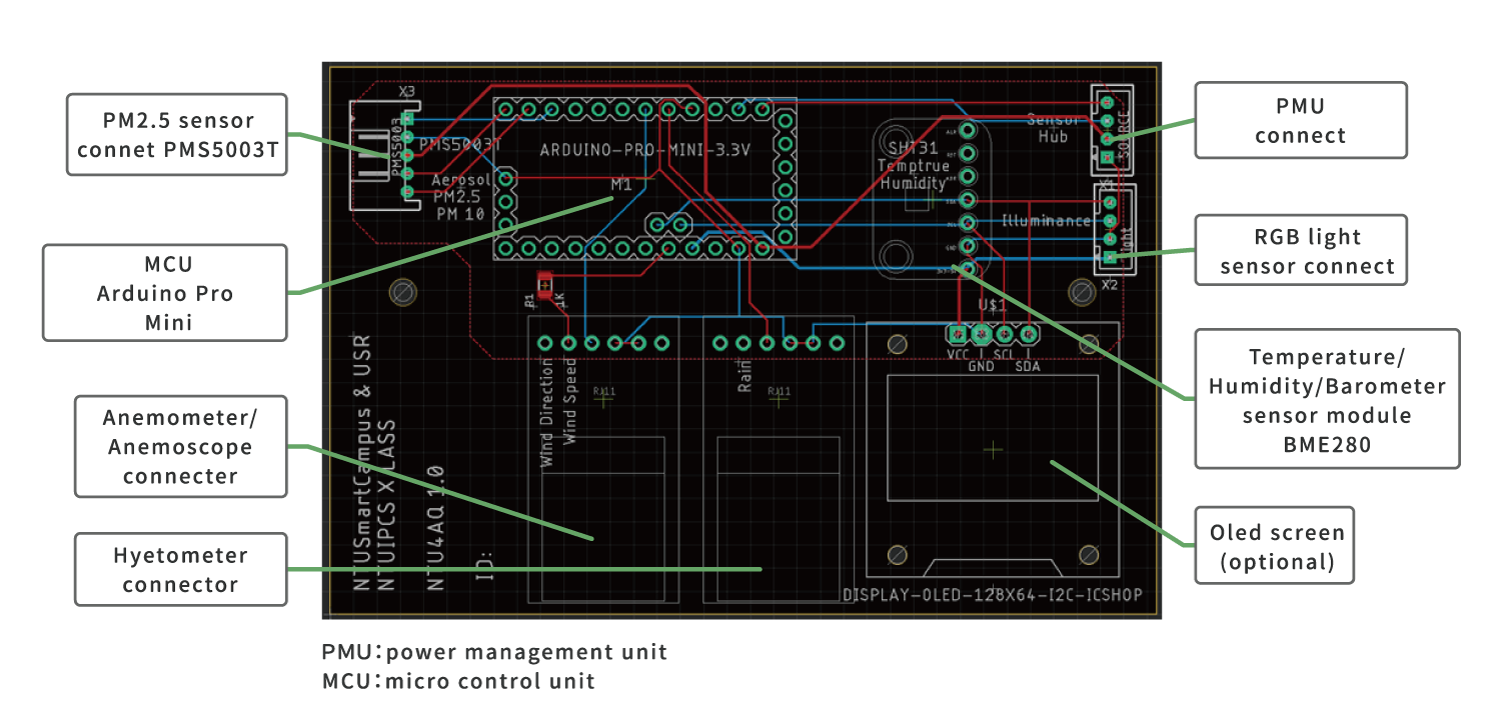 PM2.5 sensor
connet PMS5003T
MCU
Arduino Pro
Mini
Anemometer/
Anemoscope
connecter
Hyetometer
connector
X3
PMS5003
PMS5003T
Aerosol
PM2.5
PM 10
ARDUINO-PRO-MINI-3.3V
M1
R1
1K
SHT31
Temptrue
Humidity
Sensor
Hub
SOURCE
X1
Illuminance
Light
X2
U$1
VCC
GND
SCL
SDA
Wind Direction
Wind Speed
RJ11
Rain
RJ11
NTUSmartCampus & USR
NTUIPCS X LASS
NTU4AQ 1.0
ID:
DISPLAY-OLED-128X64-I2C-ICSHOP
PMU
connect
RGB light
sensor connect
Temperature/
Humidity/Barometer
sensor module
BME280
Oled screen
(optional)
PMU：power management unit
MCU：micro control unit